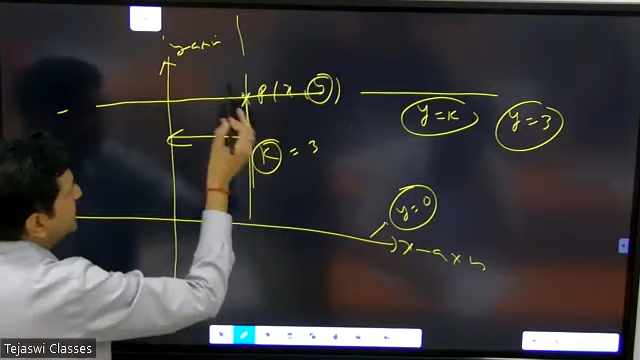 y-axis
P(x 5)
y=k
y=3
k = 3
y=0
x-axis
Tejaswi Classes